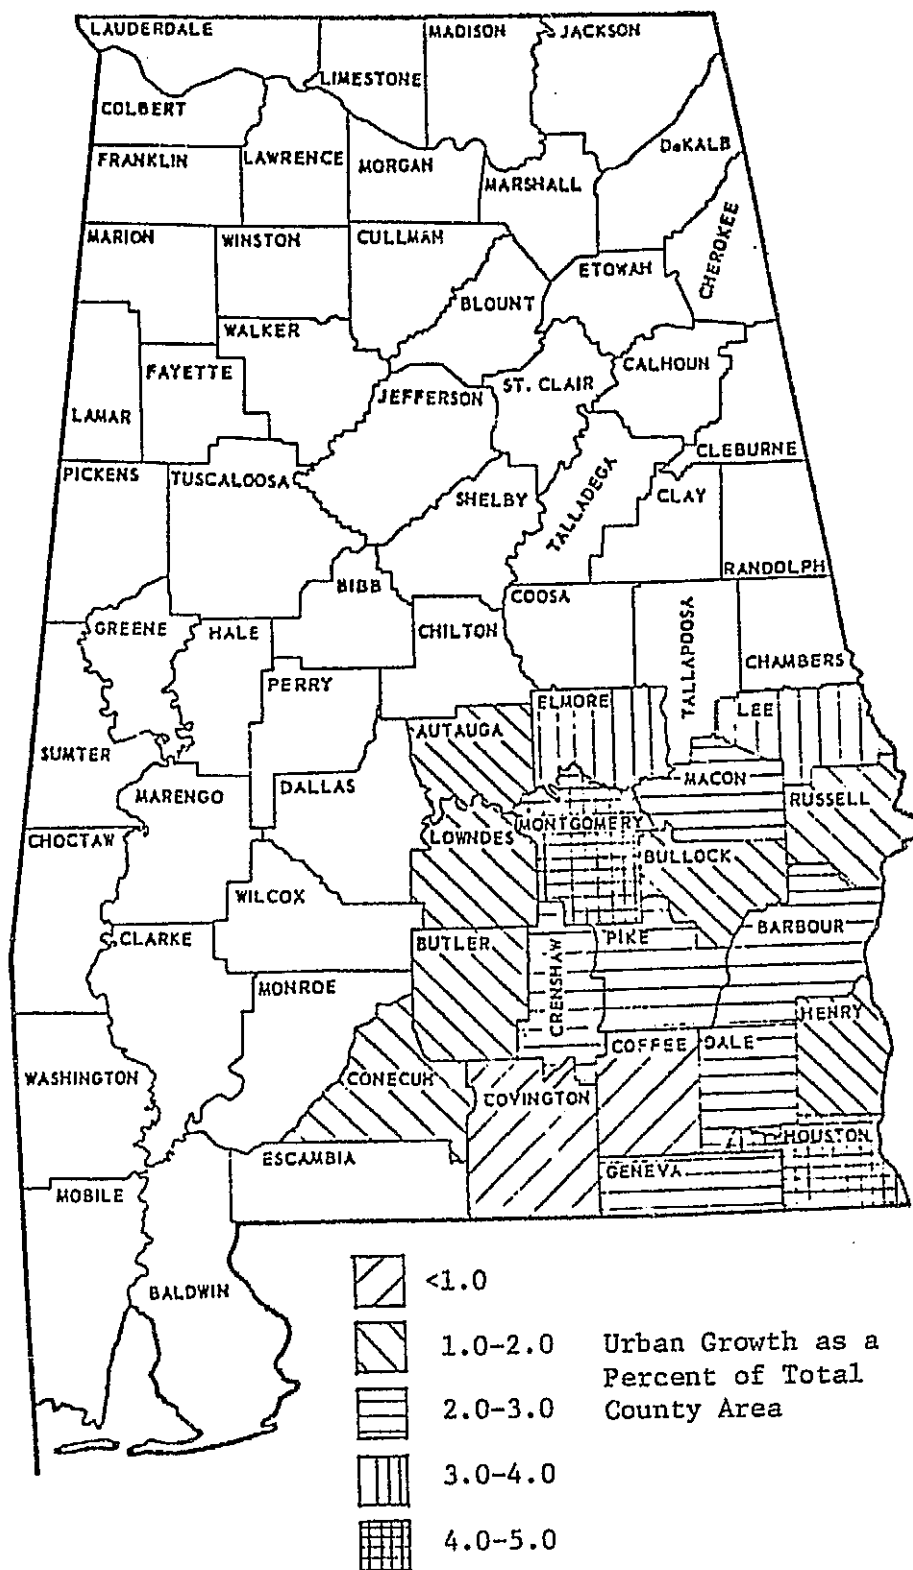 LAUDERDALE
LIMESTONE
MADISON
JACKSON
COLBERT
FRANKLIN
LAWRENCE
MORGAN
MARSHALL
DeKALB
CHEROKEE
MARION
WINSTON
CULLMAN
ETOWAH
BLOUNT
WALKER
FAYETTE
LAMAR
JEFFERSON
ST. CLAIR
CALHOUN
CLEBURNE
PICKENS
TUSCALOOSA
SHELBY
TALLADEGA
CLAY
RANDOLPH
BIBB
COOSA
GREENE
HALE
CHILTON
TALLAPOOSA
CHAMBERS
PERRY
ELMORE
LEE
AUTAUGA
SUMTER
MARENGO
DALLAS
MACON
RUSSELL
CHOCTAW
LOWNDES
MONTGOMERY
BULLOCK
WILCOX
CLARKE
BUTLER
CRENSHAW
PIKE
BARBOUR
MONROE
HENRY
WASHINGTON
CONECUH
COVINGTON
COFFEE
DALE
ESCAMBIA
GENEVA
HOUSTON
MOBILE
BALDWIN
<1.0
1.0-2.0
2.0-3.0
3.0-4.0
4.0-5.0
Urban Growth as a
Percent of Total
County Area